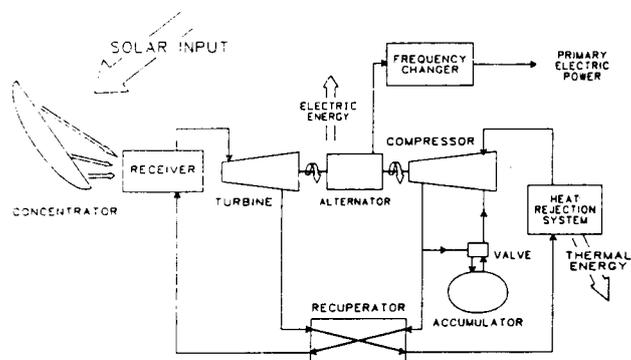 SOLAR INPUT
FREQUENCY
CHANGER
PRIMARY
ELECTRIC
POWER
ELECTRIC
ENERGY
COMPRESSOR
RECEIVER
TURBINE
ALTERNATOR
CONCENTRATOR
HEAT
REJECTION
SYSTEM
THERMAL
ENERGY
VALVE
RECUPERATOR
ACCUMULATOR